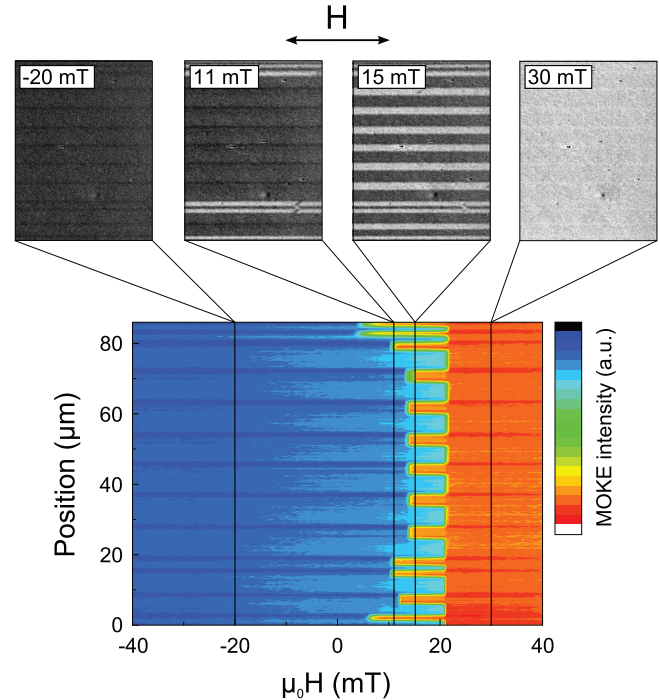 H
-20 mT
11 mT
15 mT
30 mT
80
60
40
20
0
Position (µm)
-40
-20
0
20
40
µ₀H (mT)
MOKE intensity (a.u.)